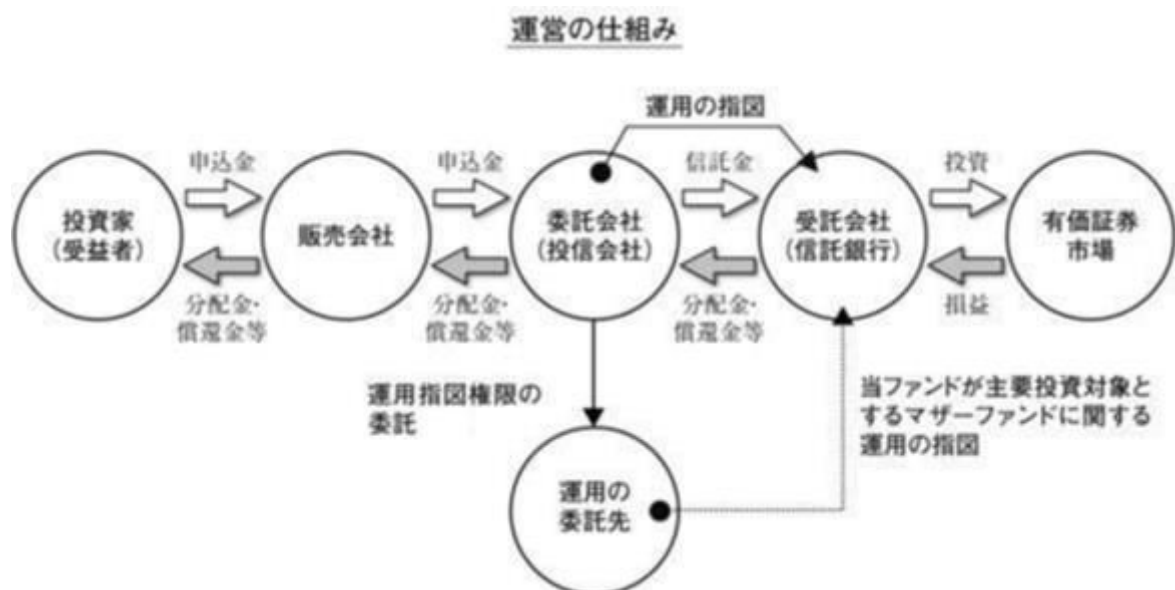 運営の仕組み
運用の指図
申込金
申込金
信託金
投資
投資家
(受益者)
販売会社
委託会社
(投信会社)
受託会社
(信託銀行)
有価証券
市場
分配金・
償還金等
分配金・
償還金等
分配金・
償還金等
損益
運用指図権限の
委託
当ファンドが主要投資対象と
するマザーファンドに関する
運用の指図
運用の
委託先